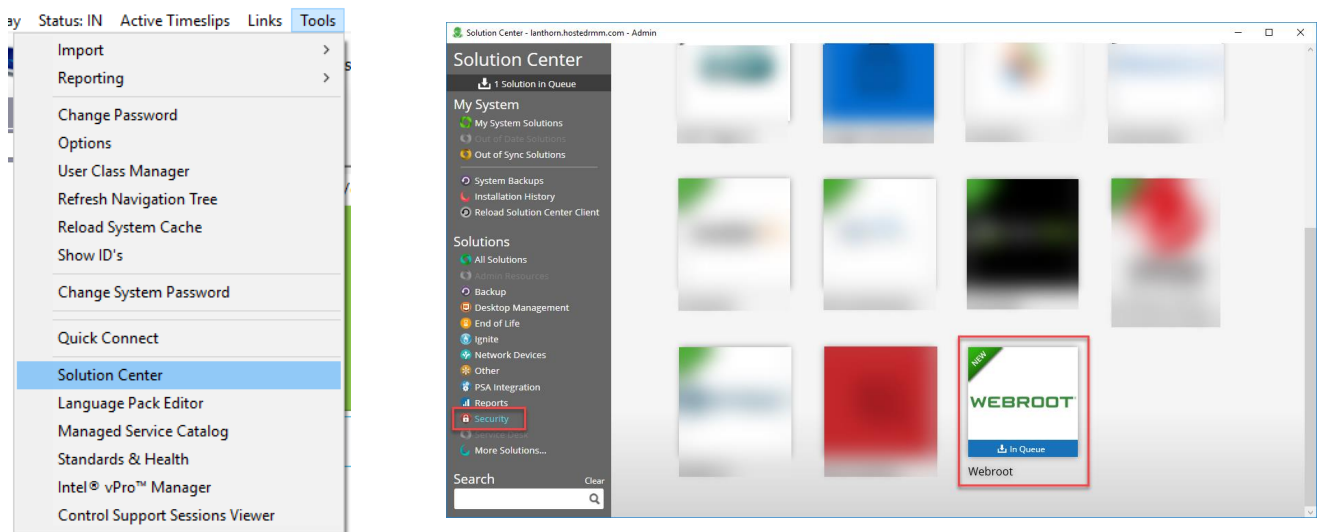 ay Status: IN Active Timeslips Links Tools
Import
Reporting
Change Password
Options
User Class Manager
Refresh Navigation Tree
Reload System Cache
Show ID's
Change System Password
Quick Connect
Solution Center
Language Pack Editor
Managed Service Catalog
Standards & Health
Intel® vPro™ Manager
Control Support Sessions Viewer
Solution Center - lanthorn.hostedrmm.com - Admin
Solution Center
1 Solution in Queue
My System
My System Solutions
Out of Date Solutions
Out of Sync Solutions
System Backups
Installation History
Reload Solution Center Client
Solutions
All Solutions
Admin Resources
Backup
Desktop Management
End of Life
Ignite
Network Devices
Other
PSA Integration
Reports
Security
Service Desk
More Solutions...
Search Clear
NEW
WEBROOT
In Queue
Webroot